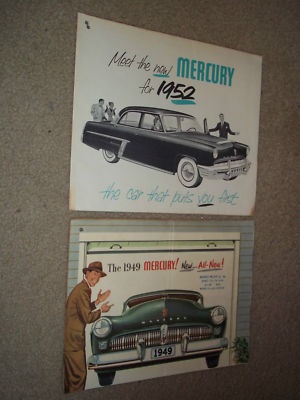 Meet the new MERCURY
for 1952
the car that puts you first
The 1949 MERCURY! New... All-New!
MERCURY
1949